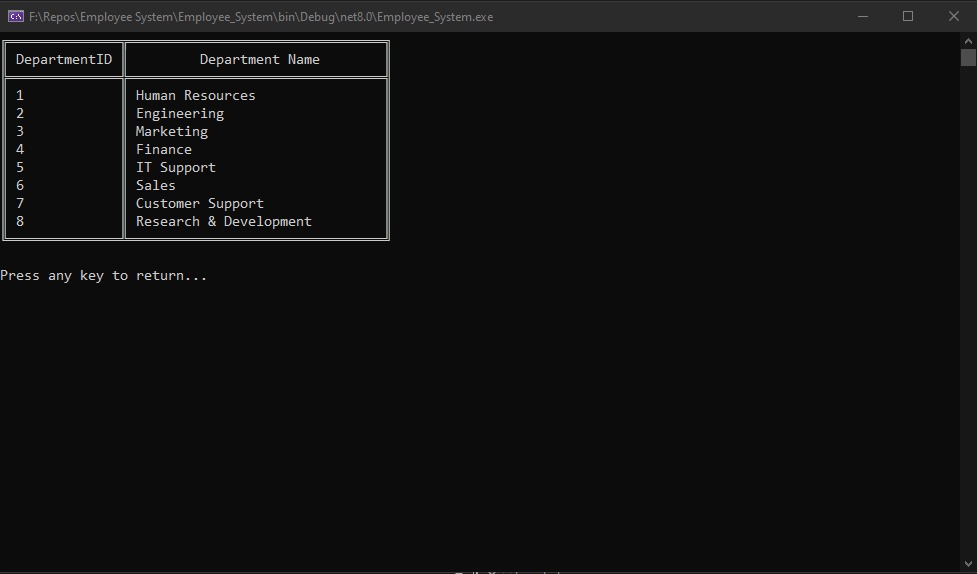 F:\Repos\Employee System\Employee_System\bin\Debug\net8.0\Employee_System.exe
DepartmentID Department Name
1 Human Resources
2 Engineering
3 Marketing
4 Finance
5 IT Support
6 Sales
7 Customer Support
8 Research & Development
Press any key to return...